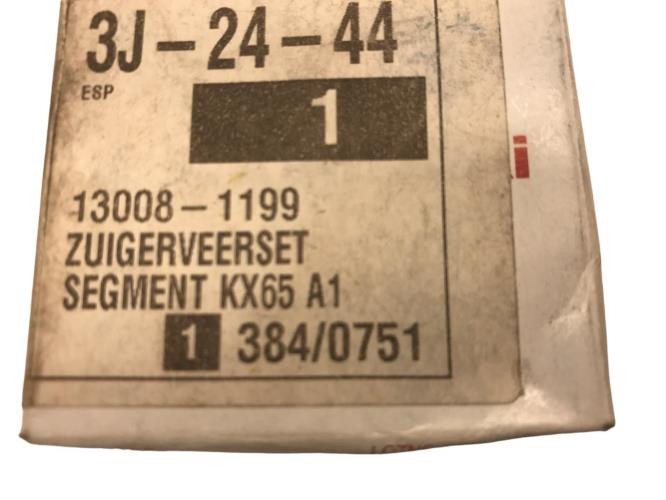 3J-24-44
ESP
1
13008-1199
ZUIGERVEERSET
SEGMENT KX65 A1
1 384/0751
i